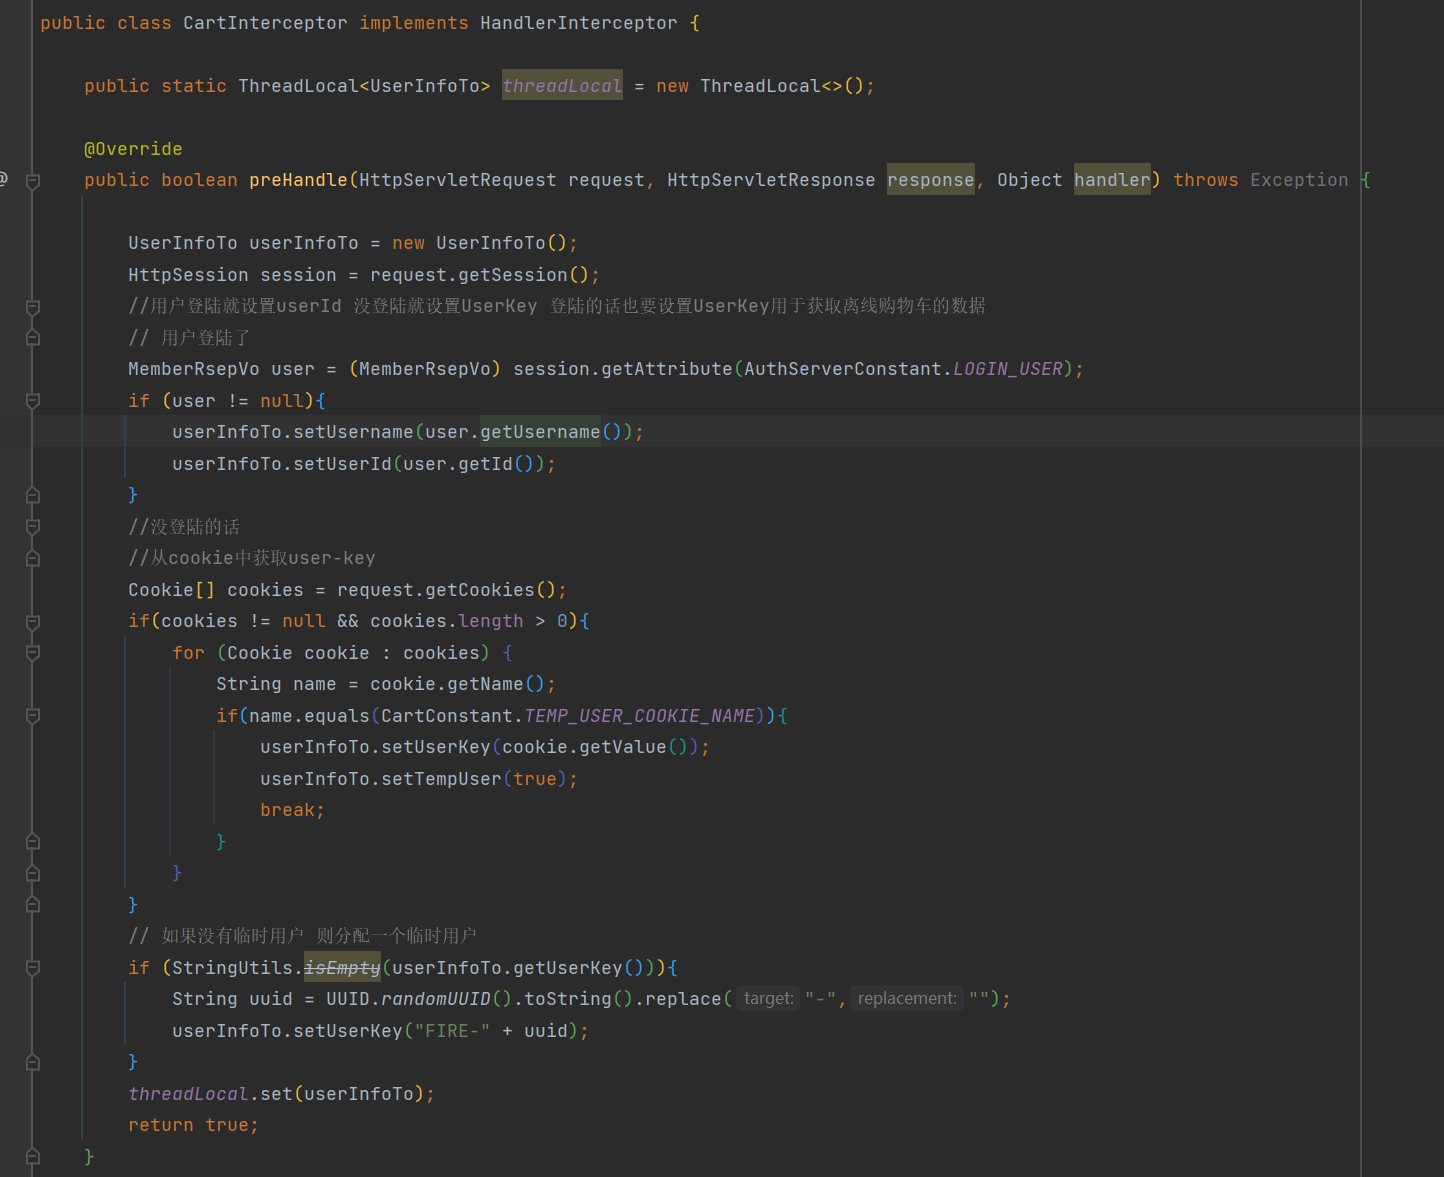 public class CartInterceptor implements HandlerInterceptor {
public static ThreadLocal<UserInfoTo> threadLocal = new ThreadLocal<>();
@Override
@
public boolean preHandle(HttpServletRequest request, HttpServletResponse response, Object handler) throws Exception {
UserInfoTo userInfoTo = new UserInfoTo();
HttpSession session = request.getSession();
//用户登陆就设置userId 没登陆就设置UserKey 登陆的话也要设置UserKey用于获取离线购物车的数据
// 用户登陆了
MemberRsepVo user = (MemberRsepVo) session.getAttribute(AuthServerConstant.LOGIN_USER);
if (user != null){
userInfoTo.setUsername(user.getUsername());
userInfoTo.setUserId(user.getId());
}
//没登陆的话
//从cookie中获取user-key
Cookie[] cookies = request.getCookies();
if(cookies != null && cookies.length > 0){
for (Cookie cookie : cookies) {
String name = cookie.getName();
if(name.equals(CartConstant.TEMP_USER_COOKIE_NAME)){
userInfoTo.setUserKey(cookie.getValue());
userInfoTo.setTempUser(true);
break;
}
}
}
// 如果没有临时用户 则分配一个临时用户
if (StringUtils.isEmpty(userInfoTo.getUserKey())){
String uuid = UUID.randomUUID().toString().replace( target: "-", replacement: "");
userInfoTo.setUserKey("FIRE-" + uuid);
}
threadLocal.set(userInfoTo);
return true;
}